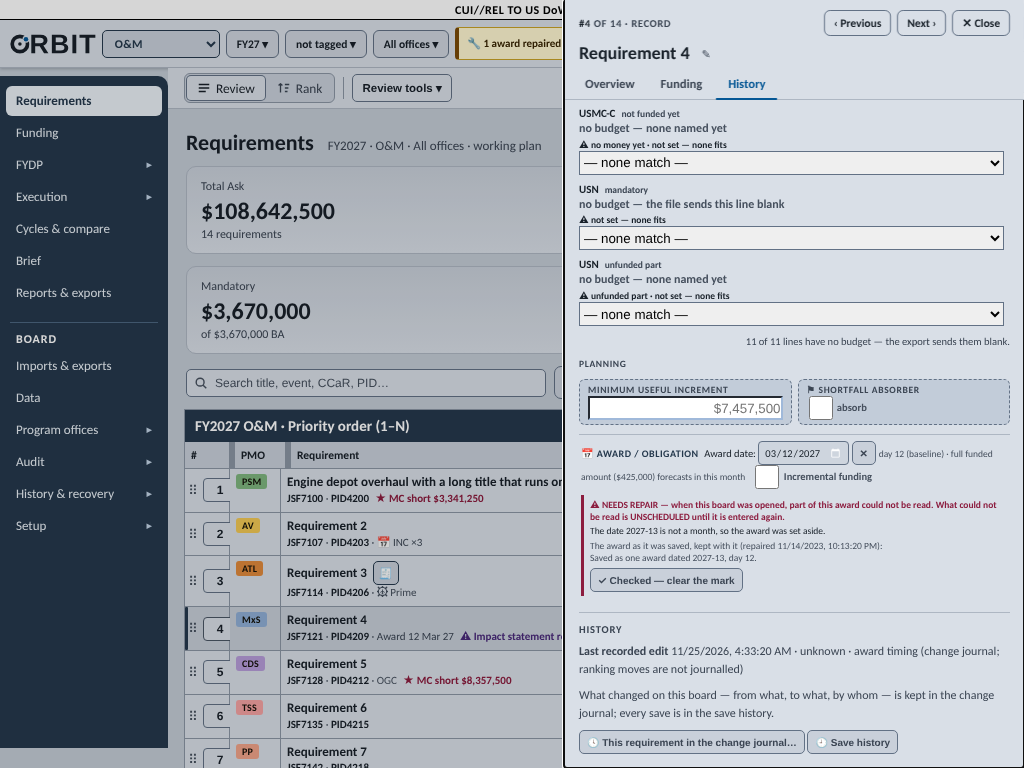 CUI//REL TO US DoW
ORBIT
O&M
FY27 ▾
not tagged ▾
All offices ▾
🔧 1 award repaired
Requirements
Funding
FYDP ▸
Execution ▸
Cycles & compare
Brief
Reports & exports
BOARD
Imports & exports
Data
Program offices ▸
Audit ▸
History & recovery ▸
Setup ▸
Review
Rank
Review tools ▾
Requirements FY2027 · O&M · All offices · working plan
Total Ask
$108,642,500
14 requirements
Mandatory
$3,670,000
of $3,670,000 BA
Search title, event, CCaR, PID…
FY2027 O&M · Priority order (1–N)
# PMO Requirement
1 PSM Engine depot overhaul with a long title that runs on
JSF7100 · PID4200 ★ MC short $3,341,250
2 AV Requirement 2
JSF7107 · PID4203 · 📅 INC ×3
3 ATL Requirement 3
JSF7114 · PID4206 · Prime
4 MxS Requirement 4
JSF7121 · PID4209 · Award 12 Mar 27 ⚠ Impact statement
5 CDS Requirement 5
JSF7128 · PID4212 · OGC ★ MC short $8,357,500
6 TSS Requirement 6
JSF7135 · PID4215
7 PP Requirement 7
JSF7142 · PID4218
#4 OF 14 · RECORD
‹ Previous
Next ›
✕ Close
Requirement 4 ✎
Overview
Funding
History
USMC-C not funded yet
no budget — none named yet
⚠ no money yet · not set — none fits
— none match —
USN mandatory
no budget — the file sends this line blank
⚠ not set — none fits
— none match —
USN unfunded part
no budget — none named yet
⚠ unfunded part · not set — none fits
— none match —
11 of 11 lines have no budget — the export sends them blank.
PLANNING
MINIMUM USEFUL INCREMENT
$7,457,500
⚑ SHORTFALL ABSORBER
absorb
📅 AWARD / OBLIGATION Award date: 03/12/2027 ✕ day 12 (baseline) · full funded
amount ($425,000) forecasts in this month Incremental funding
⚠ NEEDS REPAIR — when this board was opened, part of this award could not be read. What could not
be read is UNSCHEDULED until it is entered again.
The date 2027-13 is not a month, so the award was set aside.
The award as it was saved, kept with it (repaired 11/14/2023, 10:13:20 PM):
Saved as one award dated 2027-13, day 12.
✓ Checked — clear the mark
HISTORY
Last recorded edit 11/25/2026, 4:33:20 AM · unknown · award timing (change journal;
ranking moves are not journalled)
What changed on this board — from what, to what, by whom — is kept in the change
journal; every save is in the save history.
🕓 This requirement in the change journal…
🕘 Save history